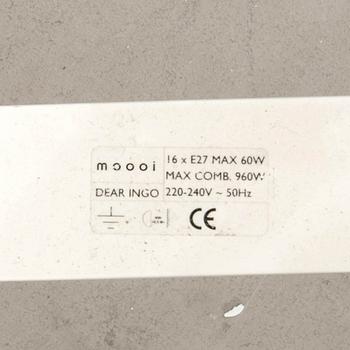 moooi
16 x E27 MAX 60W
MAX COMB. 960W
DEAR INGO
220-240V ~ 50Hz
CE